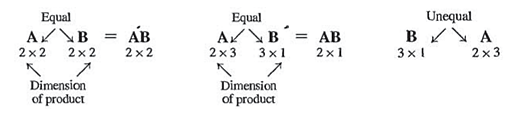 Equal
A B = AB
2 × 2 2 × 2 2 × 2
Dimension
of product
Equal
A B = AB
2 × 3 3 × 1 2 × 1
Dimension
of product
Unequal
B A
3 × 1 2 × 3